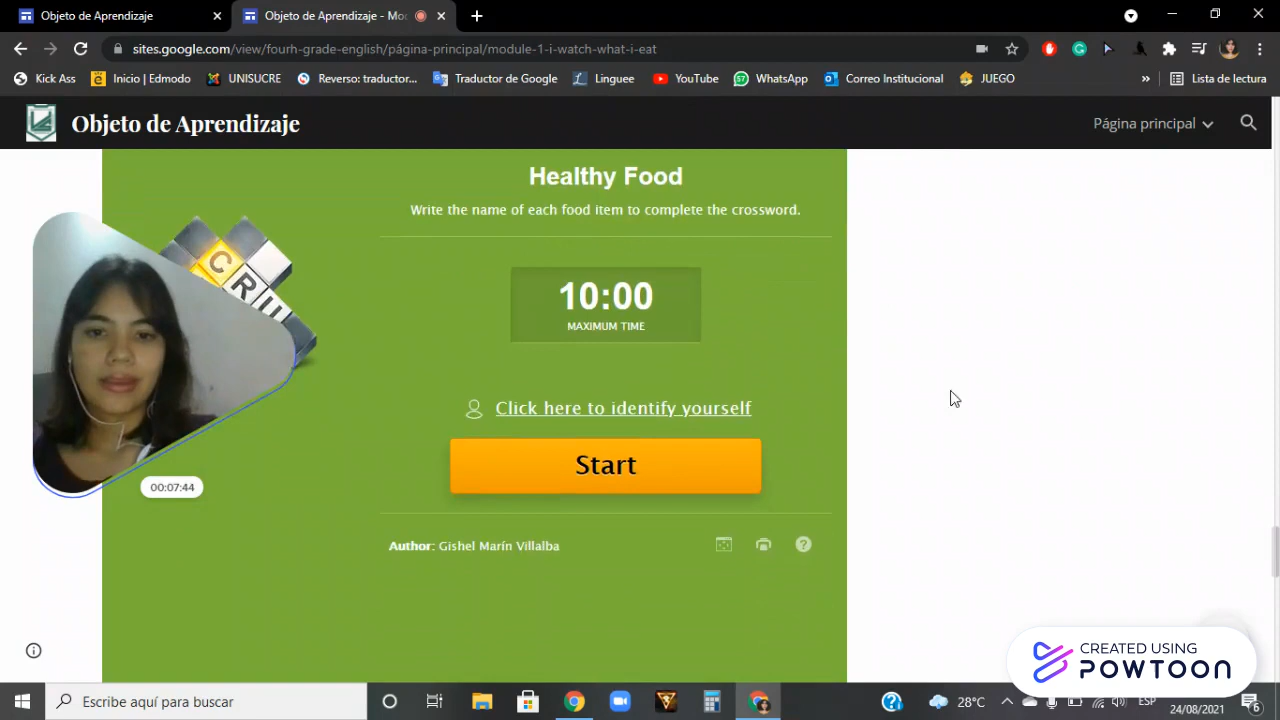 Objeto de Aprendizaje
Objeto de Aprendizaje - Moc
sites.google.com/view/fourh-grade-english/página-principal/module-1-i-watch-what-i-eat
Kick Ass
Inicio | Edmodo
UNISUCRE
Reverso: traductor...
Traductor de Google
Linguee
YouTube
57
WhatsApp
Correo Institucional
JUEGO
»
Lista de lectura
Objeto de Aprendizaje
Página principal
Healthy Food
Write the name of each food item to complete the crossword.
CRU
10:00
MAXIMUM TIME
Click here to identify yourself
Start
00:07:44
Author: Gishel Marín Villalba
CREATED USING
POWTOON
Escribe aquí para buscar
28°C
ESP
24/08/2021
6